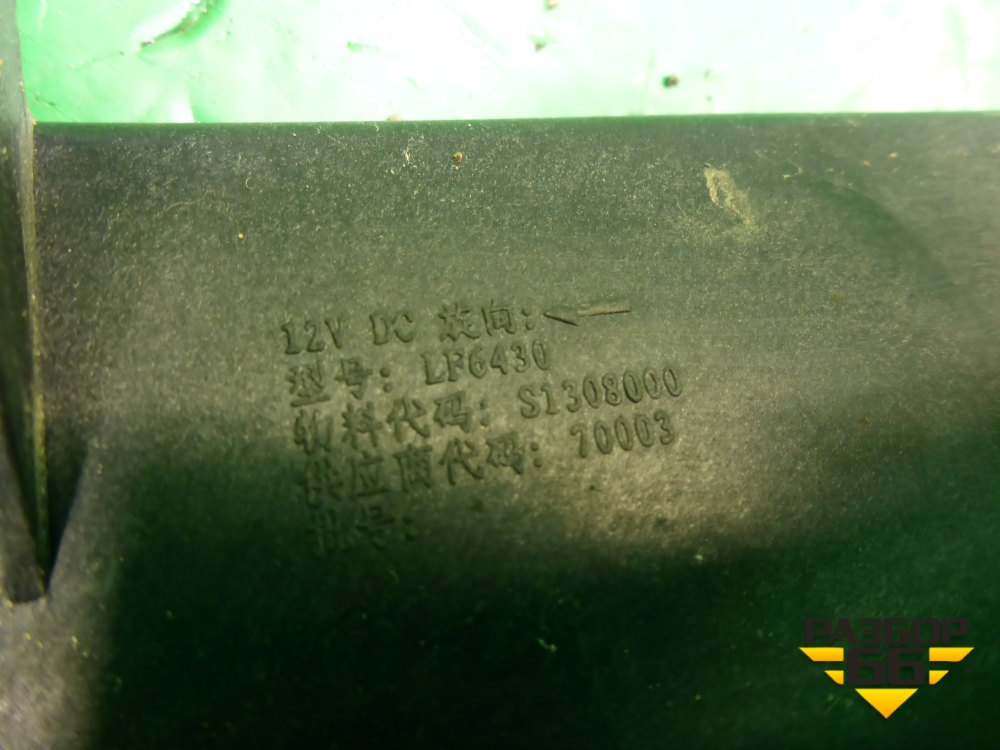 12V DC 旋向:
型号: LF6430
物料代码: S1308000
供应商代码: 70003
批号:
РАЗБОР
66